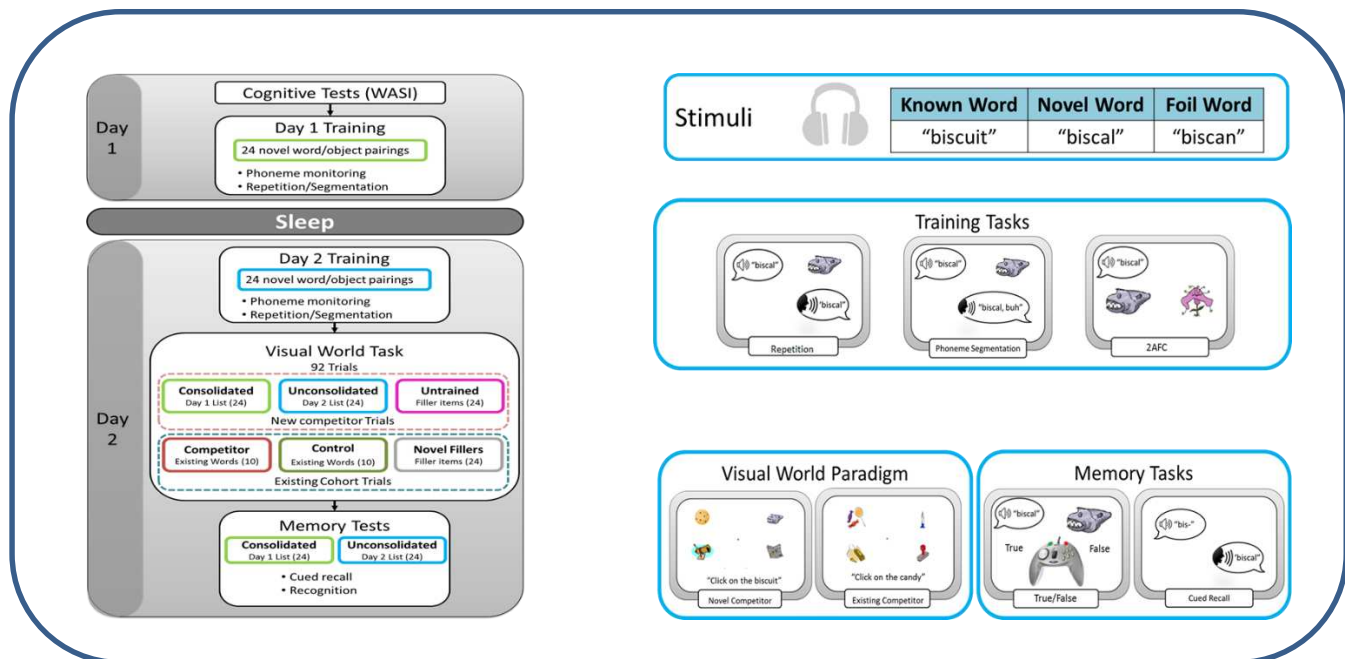 Day
1
Cognitive Tests (WASI)
Day 1 Training
24 novel word/object pairings
• Phoneme monitoring
• Repetition/Segmentation
Sleep
Day
2
Day 2 Training
24 novel word/object pairings
• Phoneme monitoring
• Repetition/Segmentation
Visual World Task
92 Trials
Consolidated
Day 1 List (24)
Unconsolidated
Day 2 List (24)
Untrained
Filler items (24)
New competitor Trials
Competitor
Existing Words (10)
Control
Existing Words (10)
Novel Fillers
Filler items (24)
Existing Cohort Trials
Memory Tests
Consolidated
Day 1 List (24)
Unconsolidated
Day 2 List (24)
• Cued recall
• Recognition
Stimuli
Known Word Novel Word Foil Word
"biscuit" "biscal" "biscan"
Training Tasks
"biscal"
"biscal"
Repetition
"biscal"
"biscal, buh"
Phoneme Segmentation
"biscal"
2AFC
Visual World Paradigm
"Click on the biscuit"
Novel Competitor
"Click on the candy"
Existing Competitor
Memory Tasks
"biscal"
True False
True/False
"bis-"
"biscal"
Cued Recall